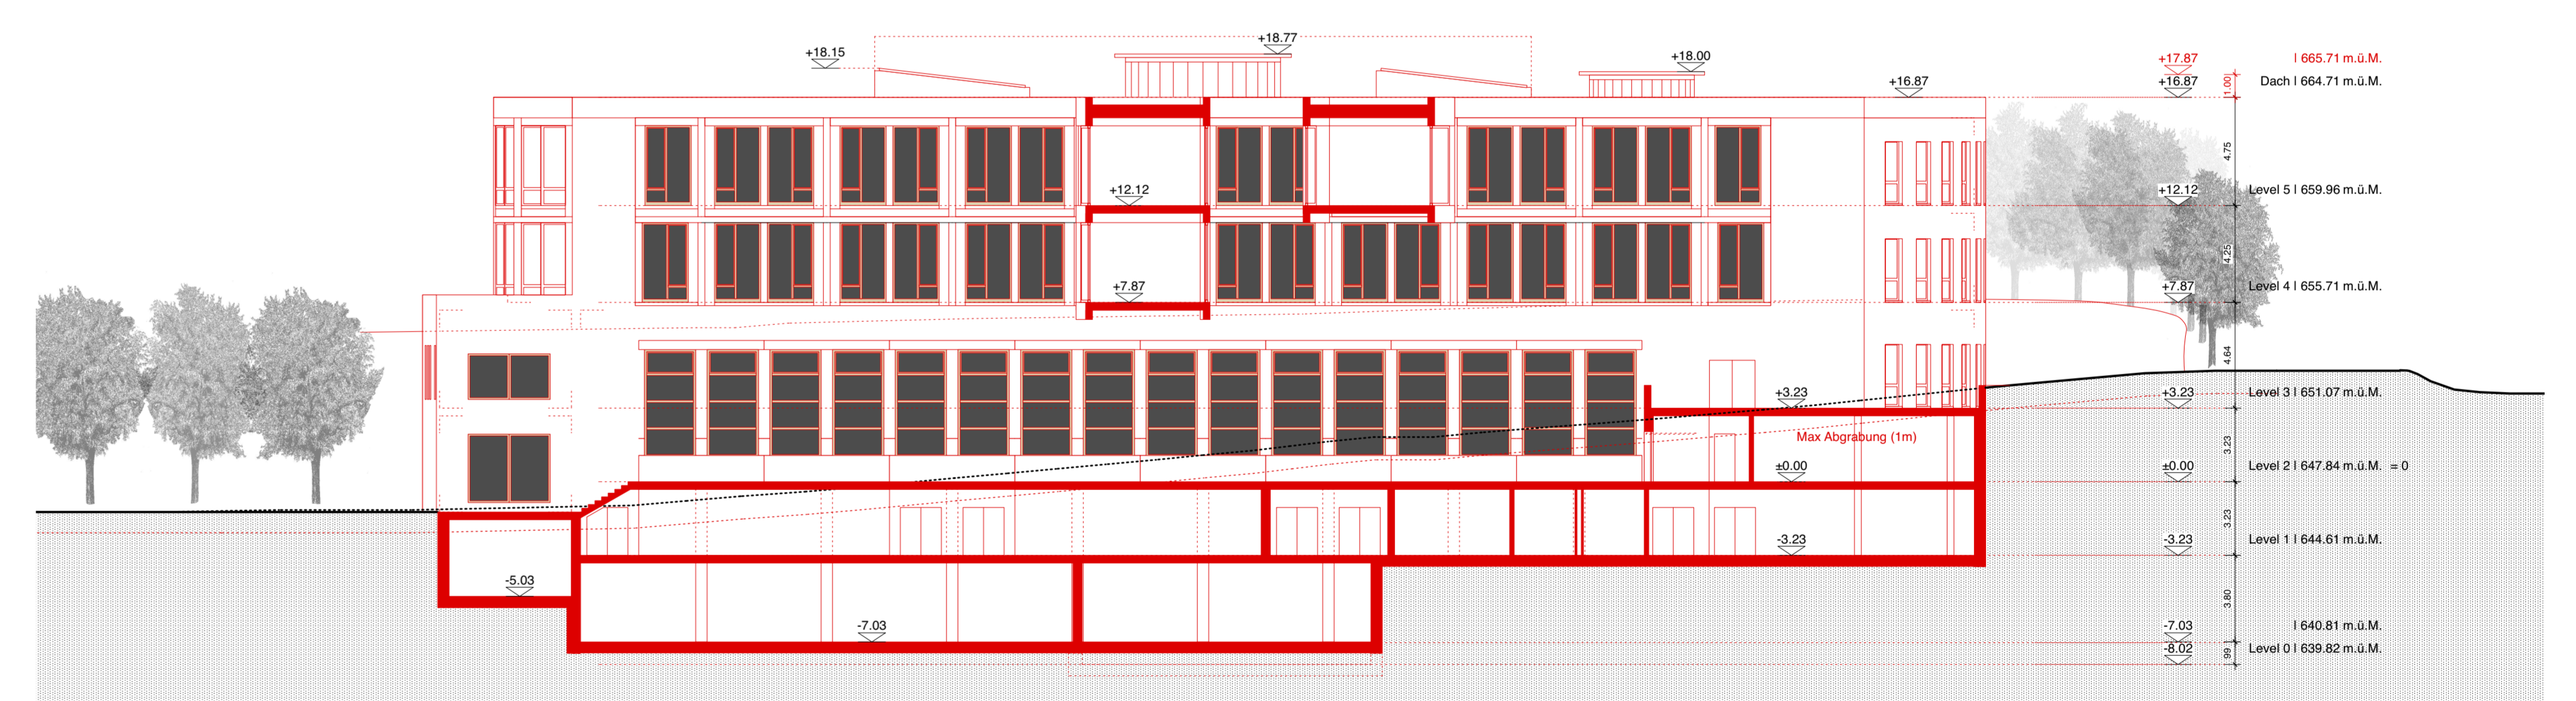 +18.77
+18.15
+18.00
+17.87 | 665.71 m.ü.M.
+16.87
+16.87 Dach | 664.71 m.ü.M.
1.00
4.75
+12.12
+12.12 Level 5 | 659.96 m.ü.M.
4.25
+7.87
+7.87 Level 4 | 655.71 m.ü.M.
4.64
+3.23
+3.23 Level 3 | 651.07 m.ü.M.
Max Abgrabung (1m)
3.23
±0.00
±0.00 Level 2 | 647.84 m.ü.M. = 0
3.23
-3.23
-3.23 Level 1 | 644.61 m.ü.M.
-5.03
3.80
-7.03
-7.03 | 640.81 m.ü.M.
-8.02 Level 0 | 639.82 m.ü.M.
99